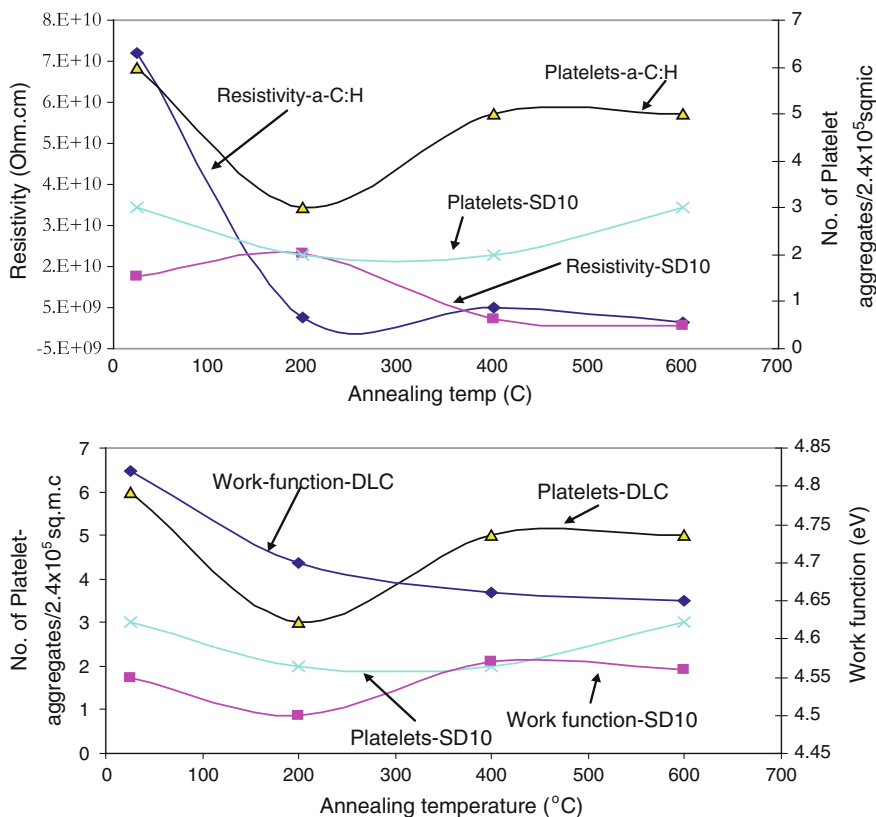 8.E+10
7.E+10
6.E+10
5.E+10
4.E+10
3.E+10
2.E+10
5.E+09
-5.E+09
Resistivity (Ohm.cm)
7
6
5
4
3
2
1
0
No. of Platelet
aggregates/2.4x10⁵sqmic
Platelets-a-C:H
Resistivity-a-C:H
Platelets-SD10
Resistivity-SD10
0 100 200 300 400 500 600 700
Annealing temp (C)
7
6
5
4
3
2
1
0
No. of Platelet-
aggregates/2.4x10⁵sq.m.c
4.85
4.8
4.75
4.7
4.65
4.6
4.55
4.5
4.45
Work function (eV)
Work-function-DLC
Platelets-DLC
Work function-SD10
Platelets-SD10
0 100 200 300 400 500 600 700
Annealing temperature (°C)